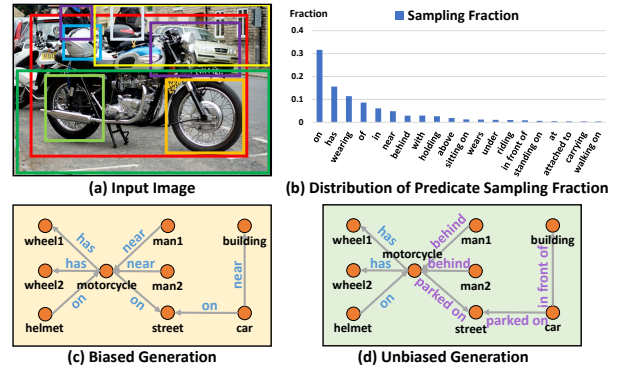 Fraction
Sampling Fraction
0.4
0.3
0.2
0.1
0
on
has
wearing
of
in
near
behind
with
holding
above
sitting on
wears
under
riding
in front of
standing on
at
attached to
carrying
walking on
(a) Input Image
(b) Distribution of Predicate Sampling Fraction
wheel1
has
near
man1
building
wheel2
has
motorcycle
near
man2
near
helmet
on
on
street
on
car
(c) Biased Generation
wheel1
has
motorcycle
behind
man1
building
wheel2
has
behind
man2
in front of
helmet
on
parked on
street
parked on
car
(d) Unbiased Generation